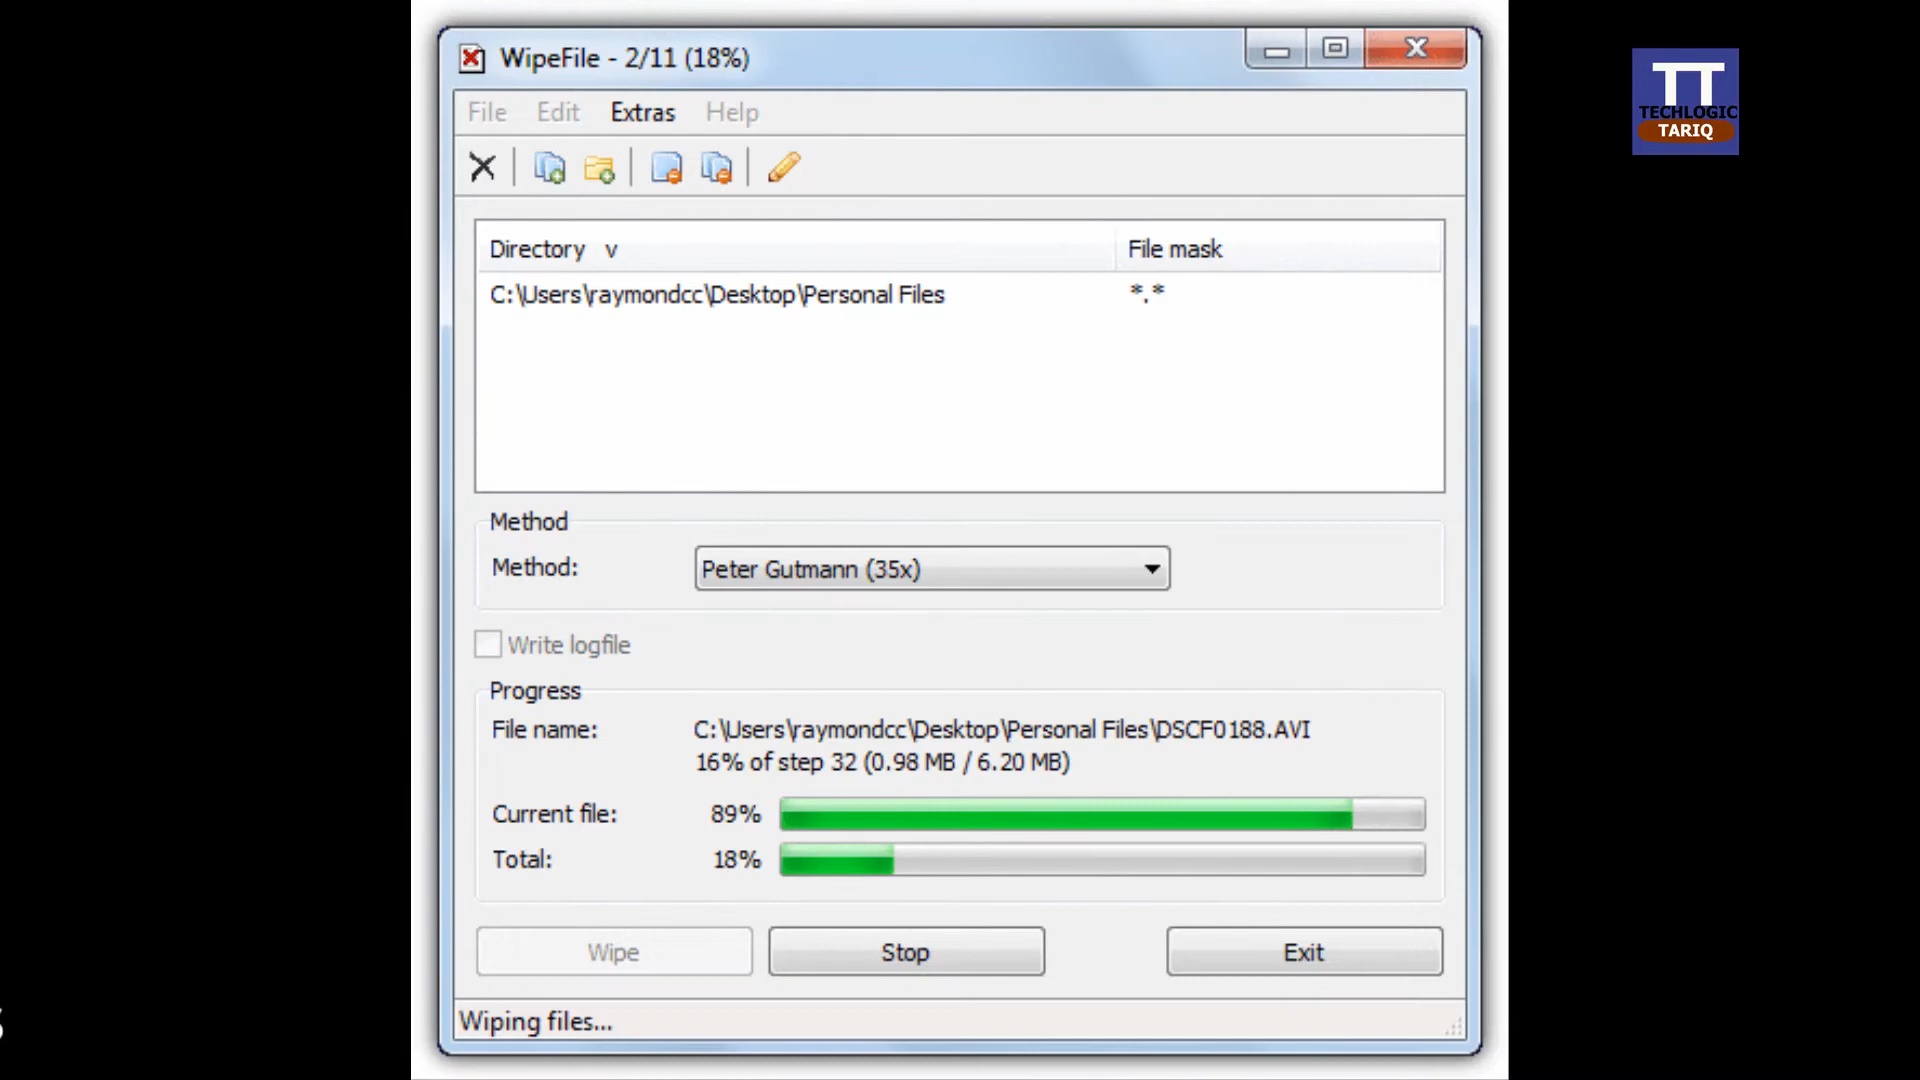 WipeFile - 2/11 (18%)
File Edit Extras Help
Directory v File mask
C:\Users\raymondcc\Desktop\Personal Files *.*
Method
Method: Peter Gutmann (35x)
Write logfile
Progress
File name: C:\Users\raymondcc\Desktop\Personal Files\DSCF0188.AVI
16% of step 32 (0.98 MB / 6.20 MB)
Current file: 89%
Total: 18%
Wipe Stop Exit
Wiping files...
TT
TECHLOGIC
TARIQ